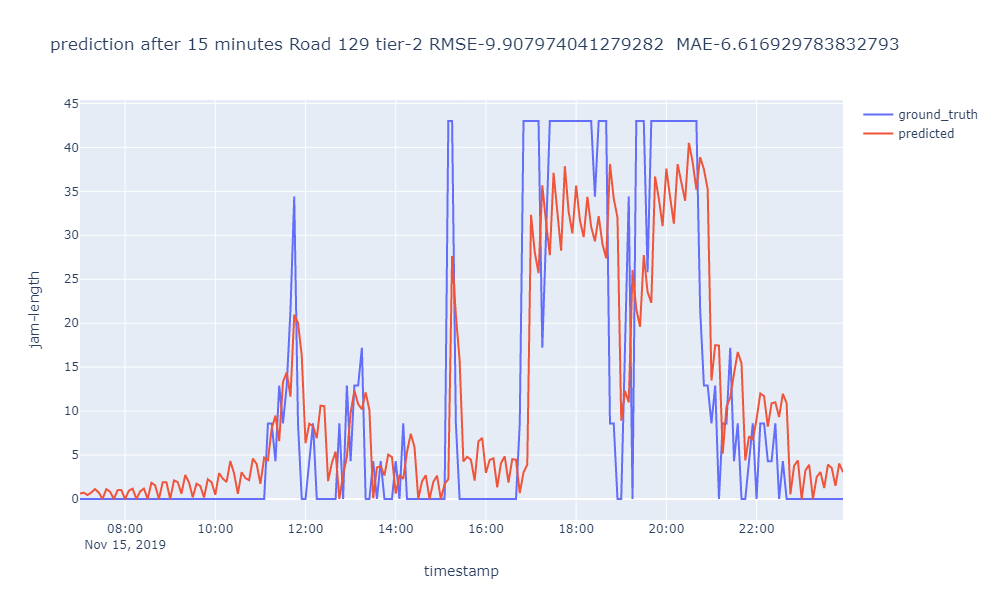 prediction after 15 minutes Road 129 tier-2 RMSE-9.907974041279282  MAE-6.616929783832793
ground_truth
predicted
jam-length
45
40
35
30
25
20
15
10
5
0
08:00 10:00 12:00 14:00 16:00 18:00 20:00 22:00
Nov 15, 2019
timestamp